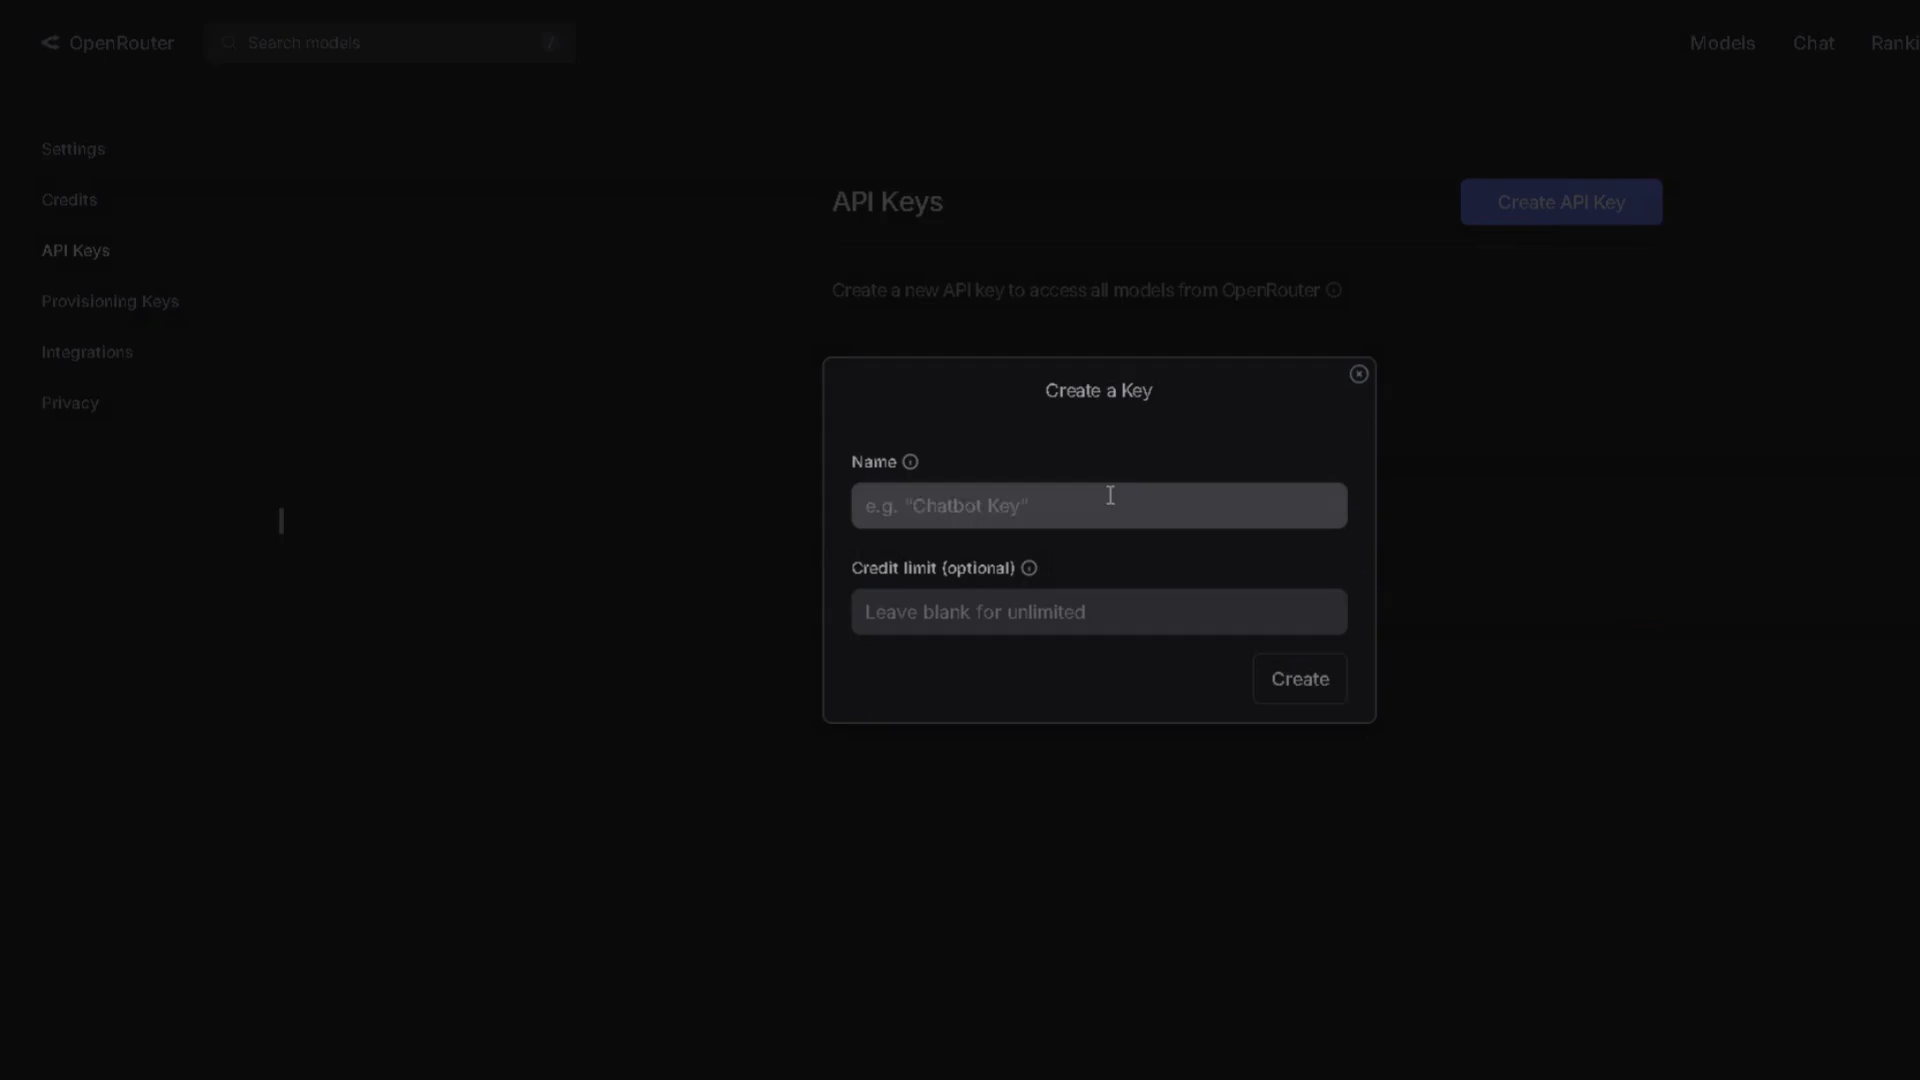 OpenRouter
Search models
/
Models
Chat
Ranki
Settings
Credits
API Keys
Provisioning Keys
Integrations
Privacy
API Keys
Create API Key
Create a new API key to access all models from OpenRouter
Create a Key
Name
e.g. "Chatbot Key"
Credit limit (optional)
Leave blank for unlimited
Create